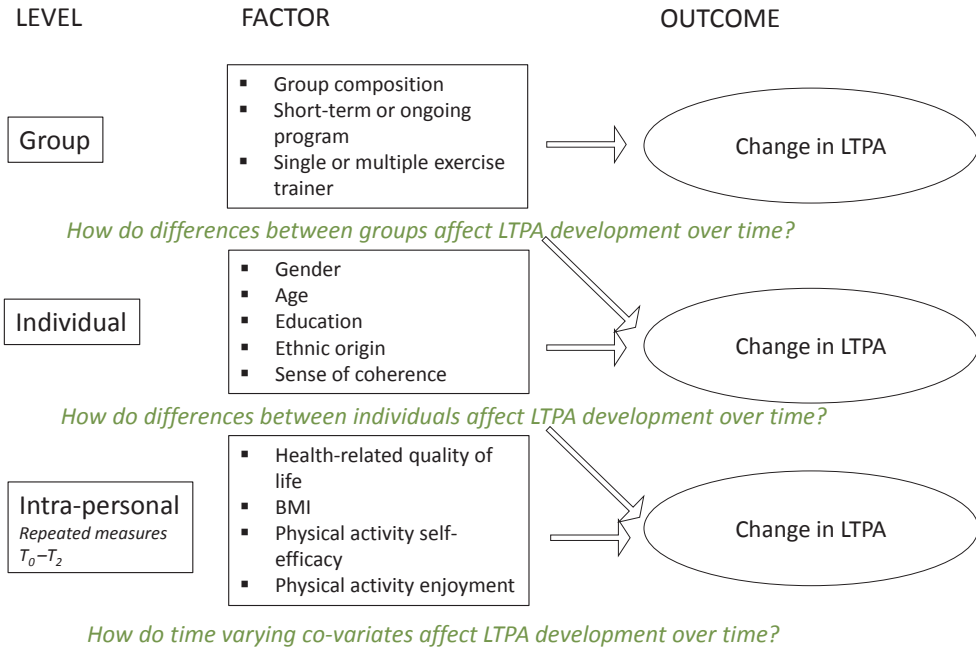 LEVEL FACTOR OUTCOME
Group
▪ Group composition
▪ Short-term or ongoing
program
▪ Single or multiple exercise
trainer
Change in LTPA
How do differences between groups affect LTPA development over time?
Individual
▪ Gender
▪ Age
▪ Education
▪ Ethnic origin
▪ Sense of coherence
Change in LTPA
How do differences between individuals affect LTPA development over time?
Intra-personal
Repeated measures
T0–T2
▪ Health-related quality of
life
▪ BMI
▪ Physical activity self-
efficacy
▪ Physical activity enjoyment
Change in LTPA
How do time varying co-variates affect LTPA development over time?